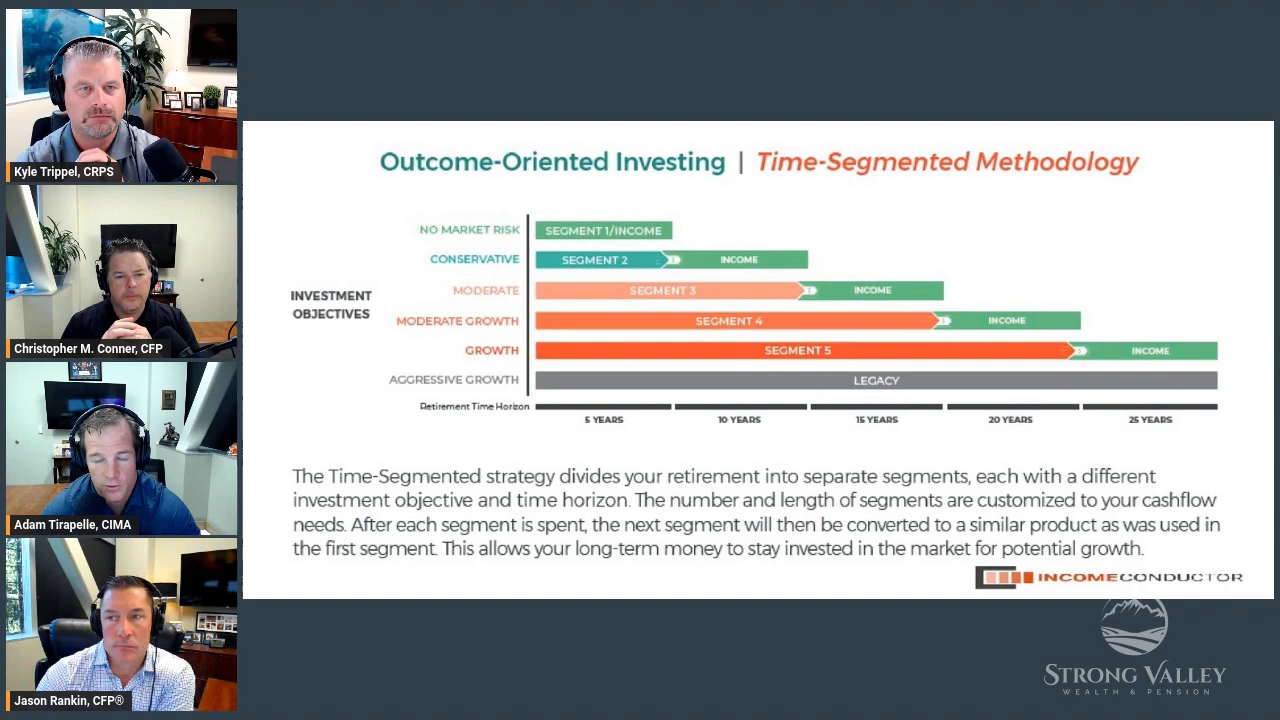 Kyle Trippel, CRPS
Christopher M. Conner, CFP
Adam Tirapelle, CIMA
Jason Rankin, CFP®
Outcome-Oriented Investing | Time-Segmented Methodology
INVESTMENT
OBJECTIVES
NO MARKET RISK SEGMENT 1/INCOME
CONSERVATIVE SEGMENT 2 INCOME
MODERATE SEGMENT 3 INCOME
MODERATE GROWTH SEGMENT 4 INCOME
GROWTH SEGMENT 5 INCOME
AGGRESSIVE GROWTH LEGACY
Retirement Time Horizon
5 YEARS 10 YEARS 15 YEARS 20 YEARS 25 YEARS
The Time-Segmented strategy divides your retirement into separate segments, each with a different
investment objective and time horizon. The number and length of segments are customized to your cashflow
needs. After each segment is spent, the next segment will then be converted to a similar product as was used in
the first segment. This allows your long-term money to stay invested in the market for potential growth.
INCOMECONDUCTOR
STRONG VALLEY
WEALTH & PENSION